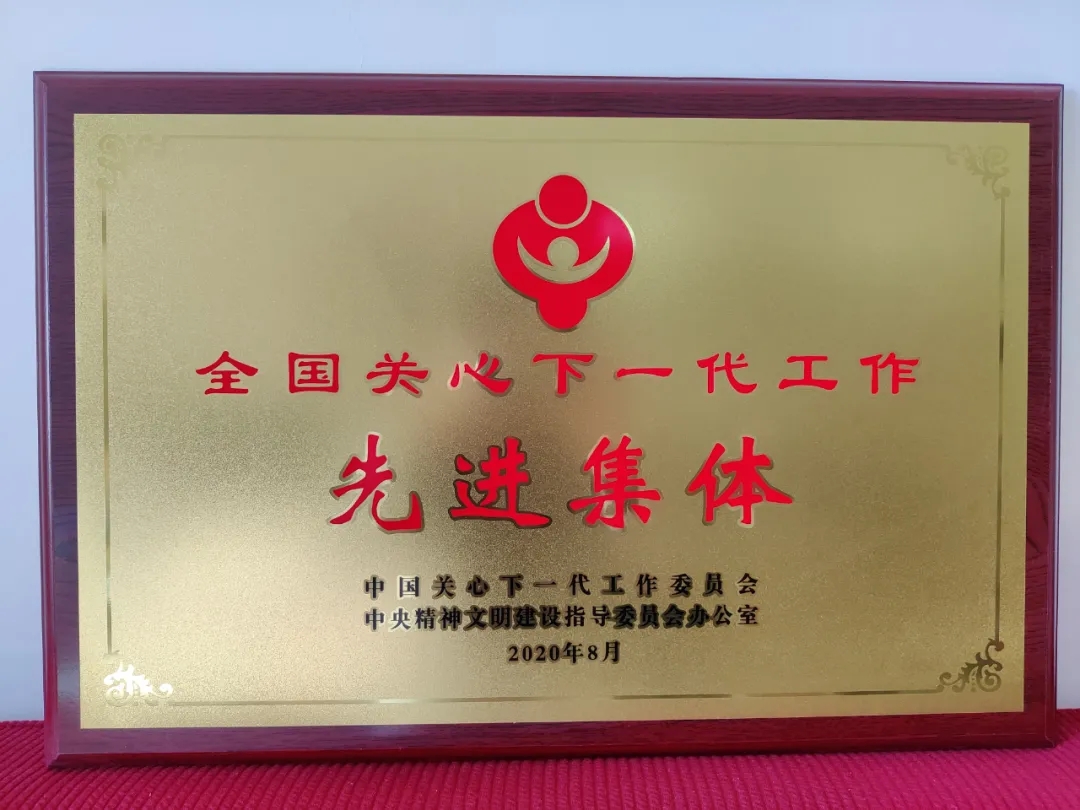 全国关心下一代工作
先进集体
中国关心下一代工作委员会
中央精神文明建设指导委员会办公室
2020年8月